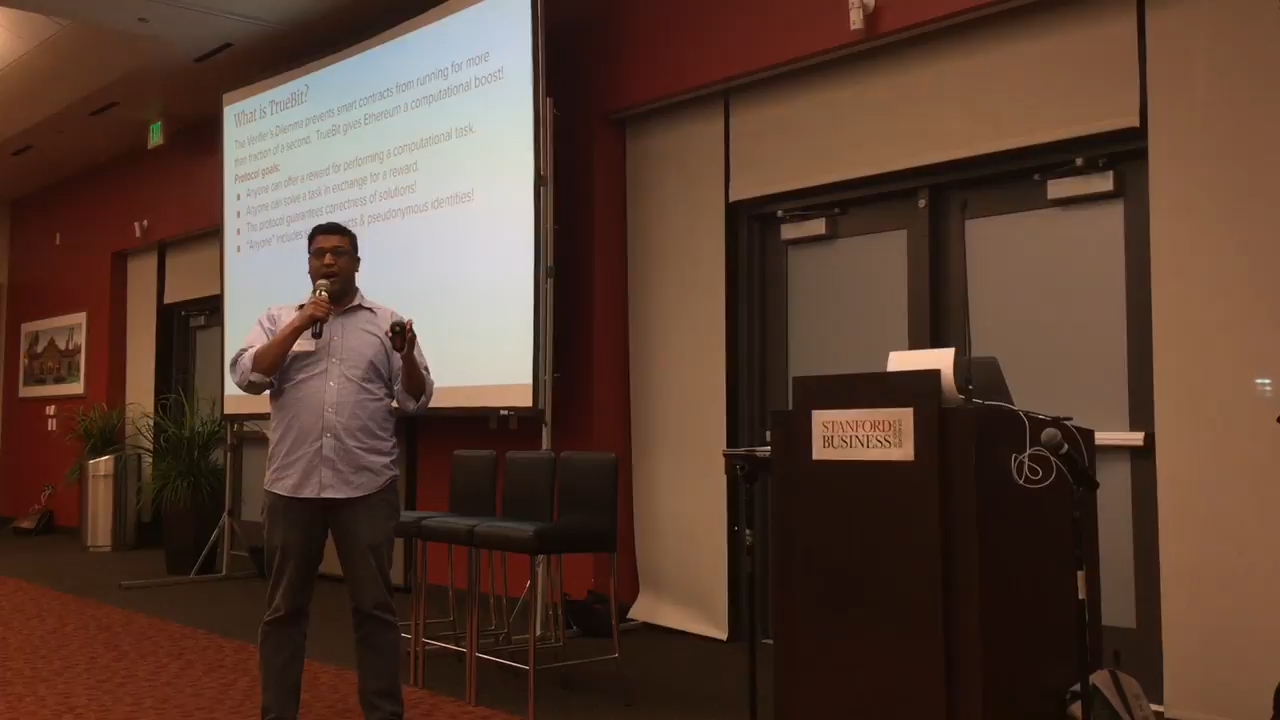 What is TrueBit?
The Verifier's Dilemma prevents smart contracts from running for more
then fraction of a second. TrueBit gives Ethereum a computational boost!
Protocol goals:
Anyone can offer a reward for performing a computational task.
Anyone can solve a task in exchange for a reward.
The protocol guarantees correctness of solutions!
"Anyone" includes & pseudonymous identities!
STANFORD
BUSINESS